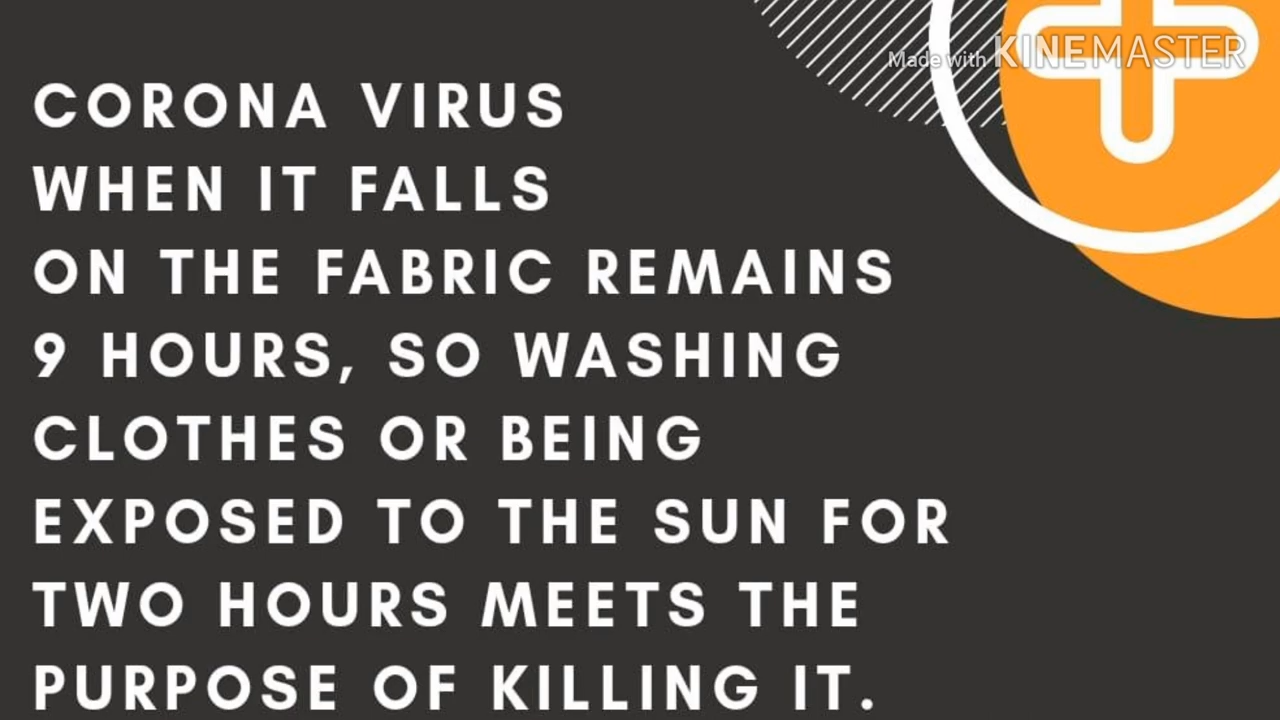 Made with KINEMASTER
CORONA VIRUS
WHEN IT FALLS
ON THE FABRIC REMAINS
9 HOURS, SO WASHING
CLOTHES OR BEING
EXPOSED TO THE SUN FOR
TWO HOURS MEETS THE
PURPOSE OF KILLING IT.